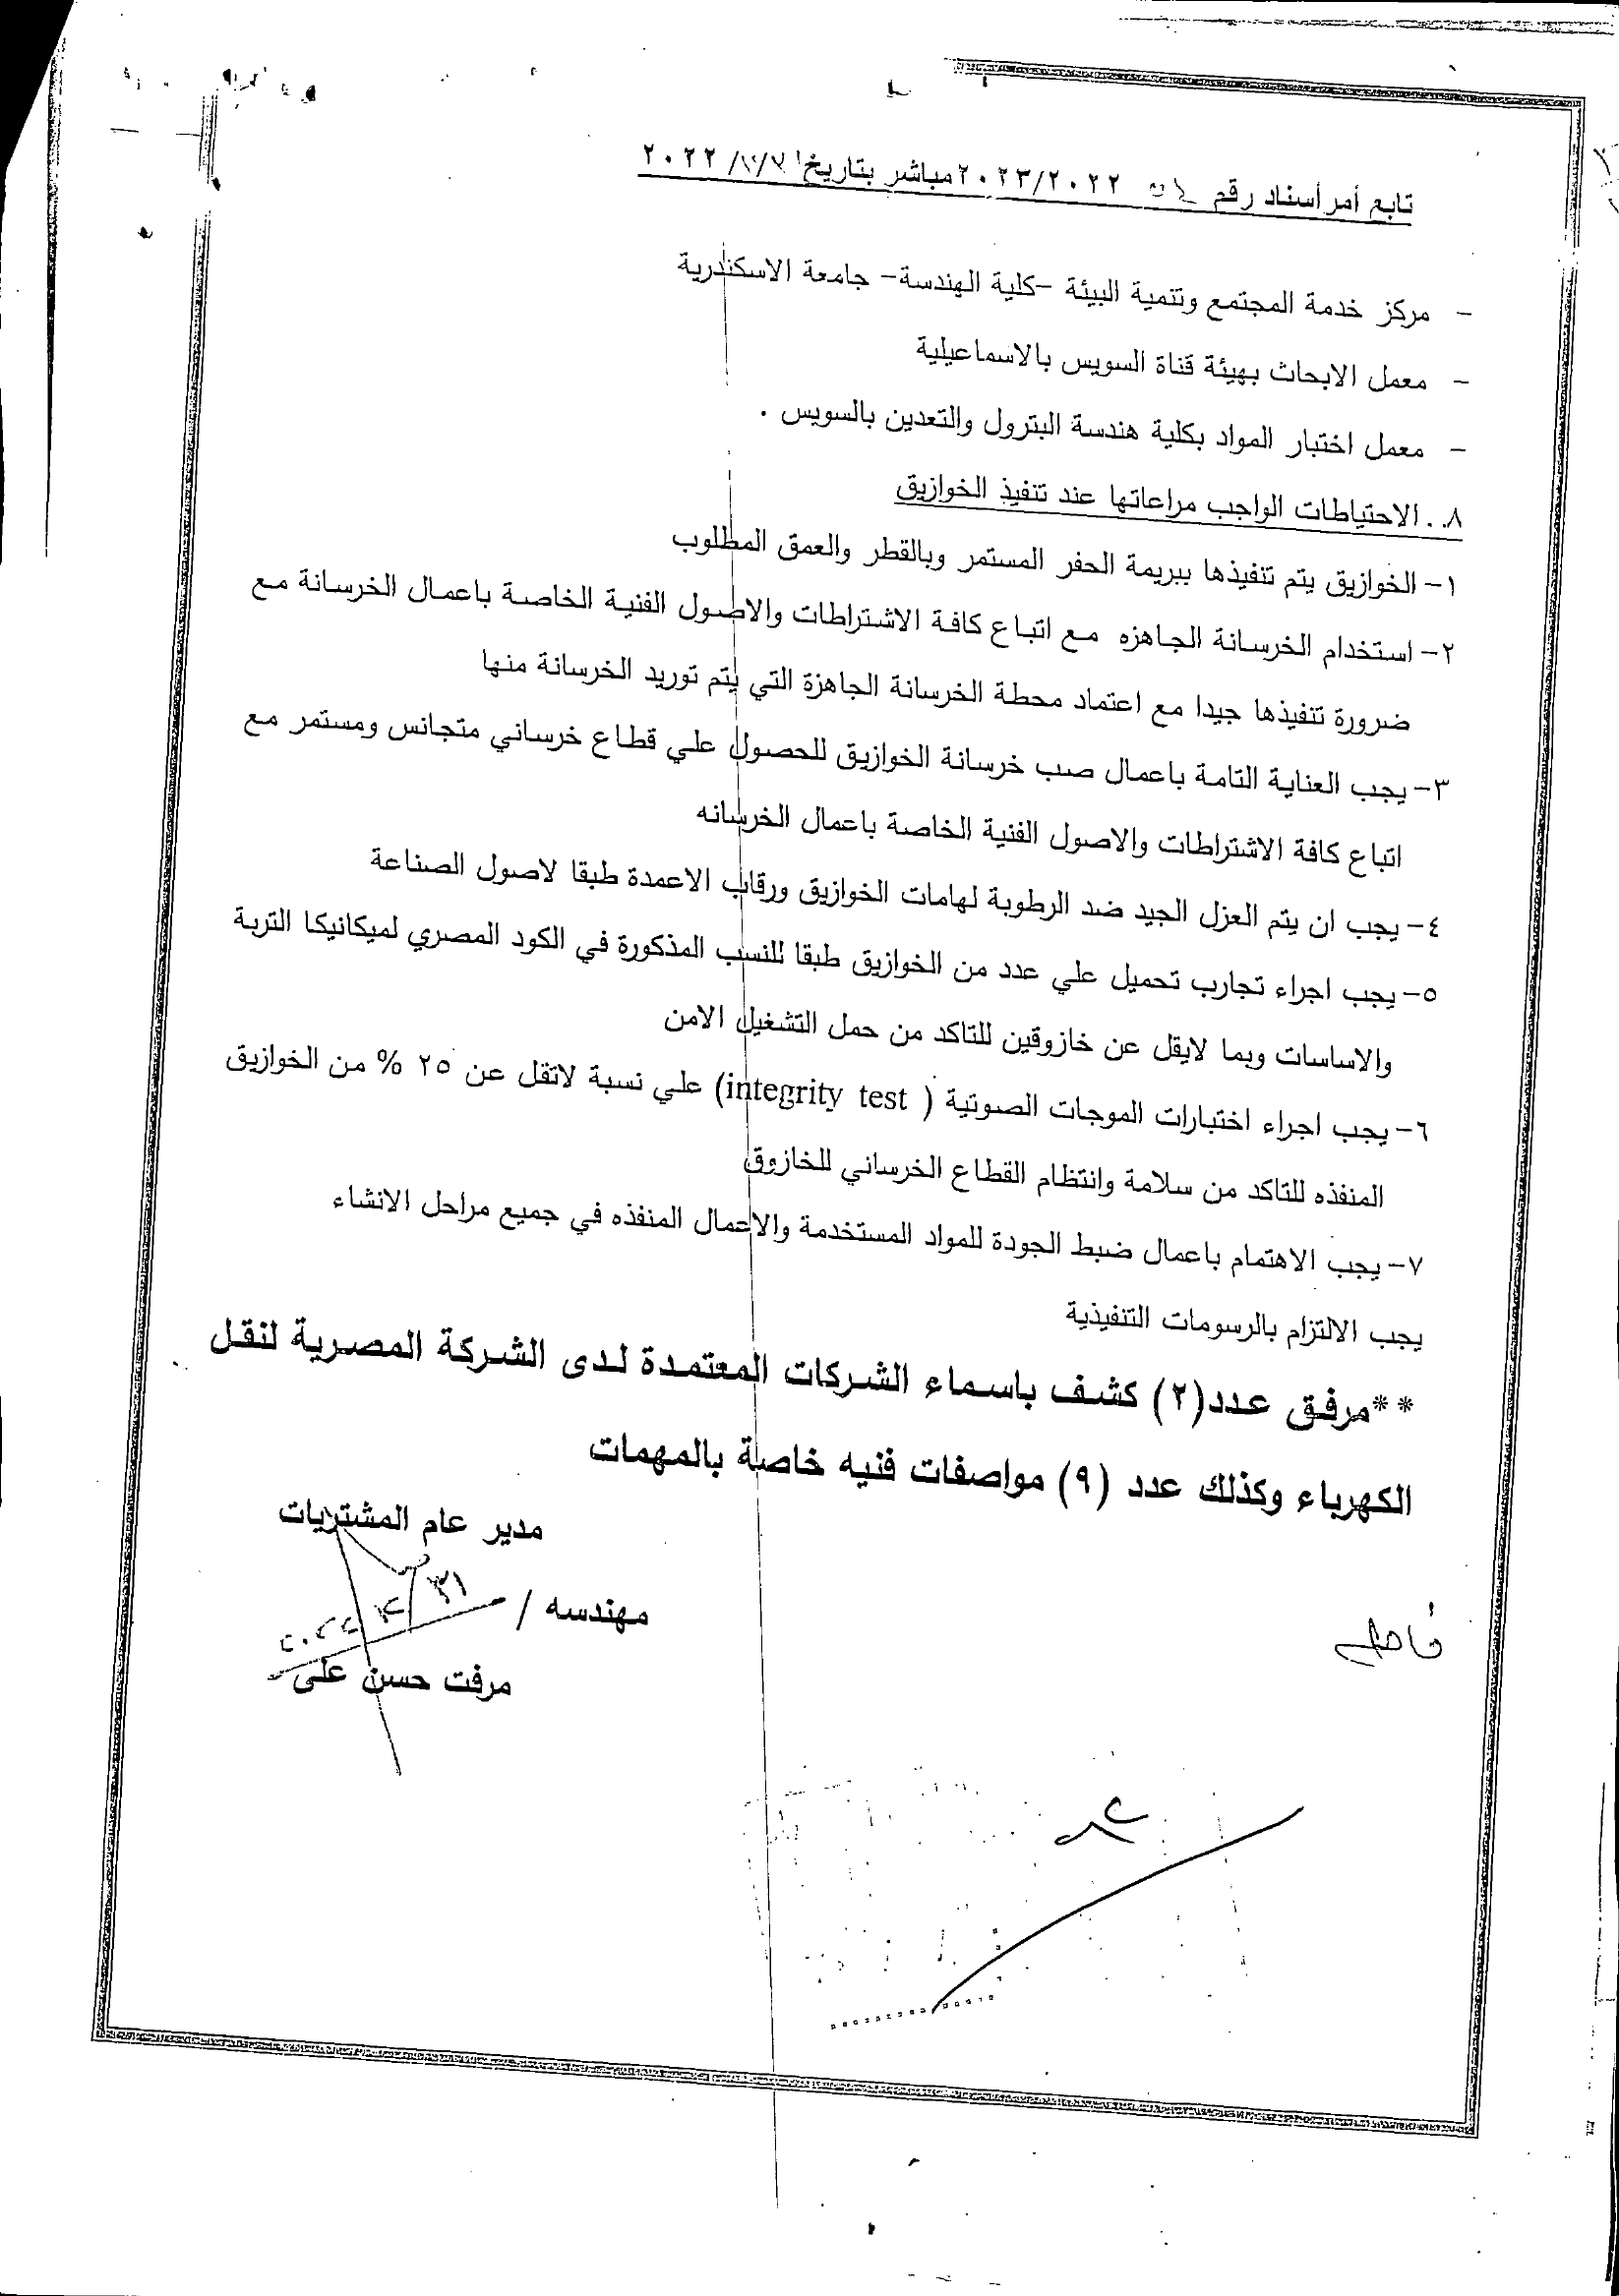 تابع أمر أسناد رقم ٢٠٢٣/٢٠٢٢ مباشر بتاريخ ٢٠٢٢/
- مركز خدمة المجتمع وتنمية البيئة -كلية الهندسة- جامعة الاسكندرية
- معمل الابحاث بهيئة قناة السويس بالاسماعيلية
- معمل اختبار المواد بكلية هندسة البترول والتعدين بالسويس .
٨. .الاحتياطات الواجب مراعاتها عند تنفيذ الخوازيق
١- الخوازيق يتم تنفيذها ببريمة الحفر المستمر وبالقطر والعمق المطلوب
٢- استخدام الخرسانة الجاهزه مع اتباع كافة الاشتراطات والاصول الفنية الخاصة باعمال الخرسانة مع
ضرورة تنفيذها جيدا مع اعتماد محطة الخرسانة الجاهزة التي يتم توريد الخرسانة منها
٣- يجب العناية التامة باعمال صب خرسانة الخوازيق للحصول علي قطاع خرساني متجانس ومستمر مع
اتباع كافة الاشتراطات والاصول الفنية الخاصة باعمال الخرسانه
٤- يجب ان يتم العزل الجيد ضد الرطوبة لهامات الخوازيق ورقاب الاعمدة طبقا لاصول الصناعة
٥- يجب اجراء تجارب تحميل علي عدد من الخوازيق طبقا للنسب المذكورة في الكود المصري لميكانيكا التربة
والاساسات وبما لايقل عن خازوقين للتاكد من حمل التشغيل الامن
٦- يجب اجراء اختبارات الموجات الصوتية ( integrity test) علي نسبة لاتقل عن ٢٥ % من الخوازيق
المنفذه للتاكد من سلامة وانتظام القطاع الخرساني للخازوق
٧- يجب الاهتمام باعمال ضبط الجودة للمواد المستخدمة والاعمال المنفذه في جميع مراحل الانشاء
يجب الالتزام بالرسومات التنفيذية
**مرفق عدد(٢) كشف باسماء الشركات المعتمدة لدى الشركة المصرية لنقل
الكهرباء وكذلك عدد (٩) مواصفات فنيه خاصة بالمهمات
مدير عام المشتريات
مهندسه /
مرفت حسن على